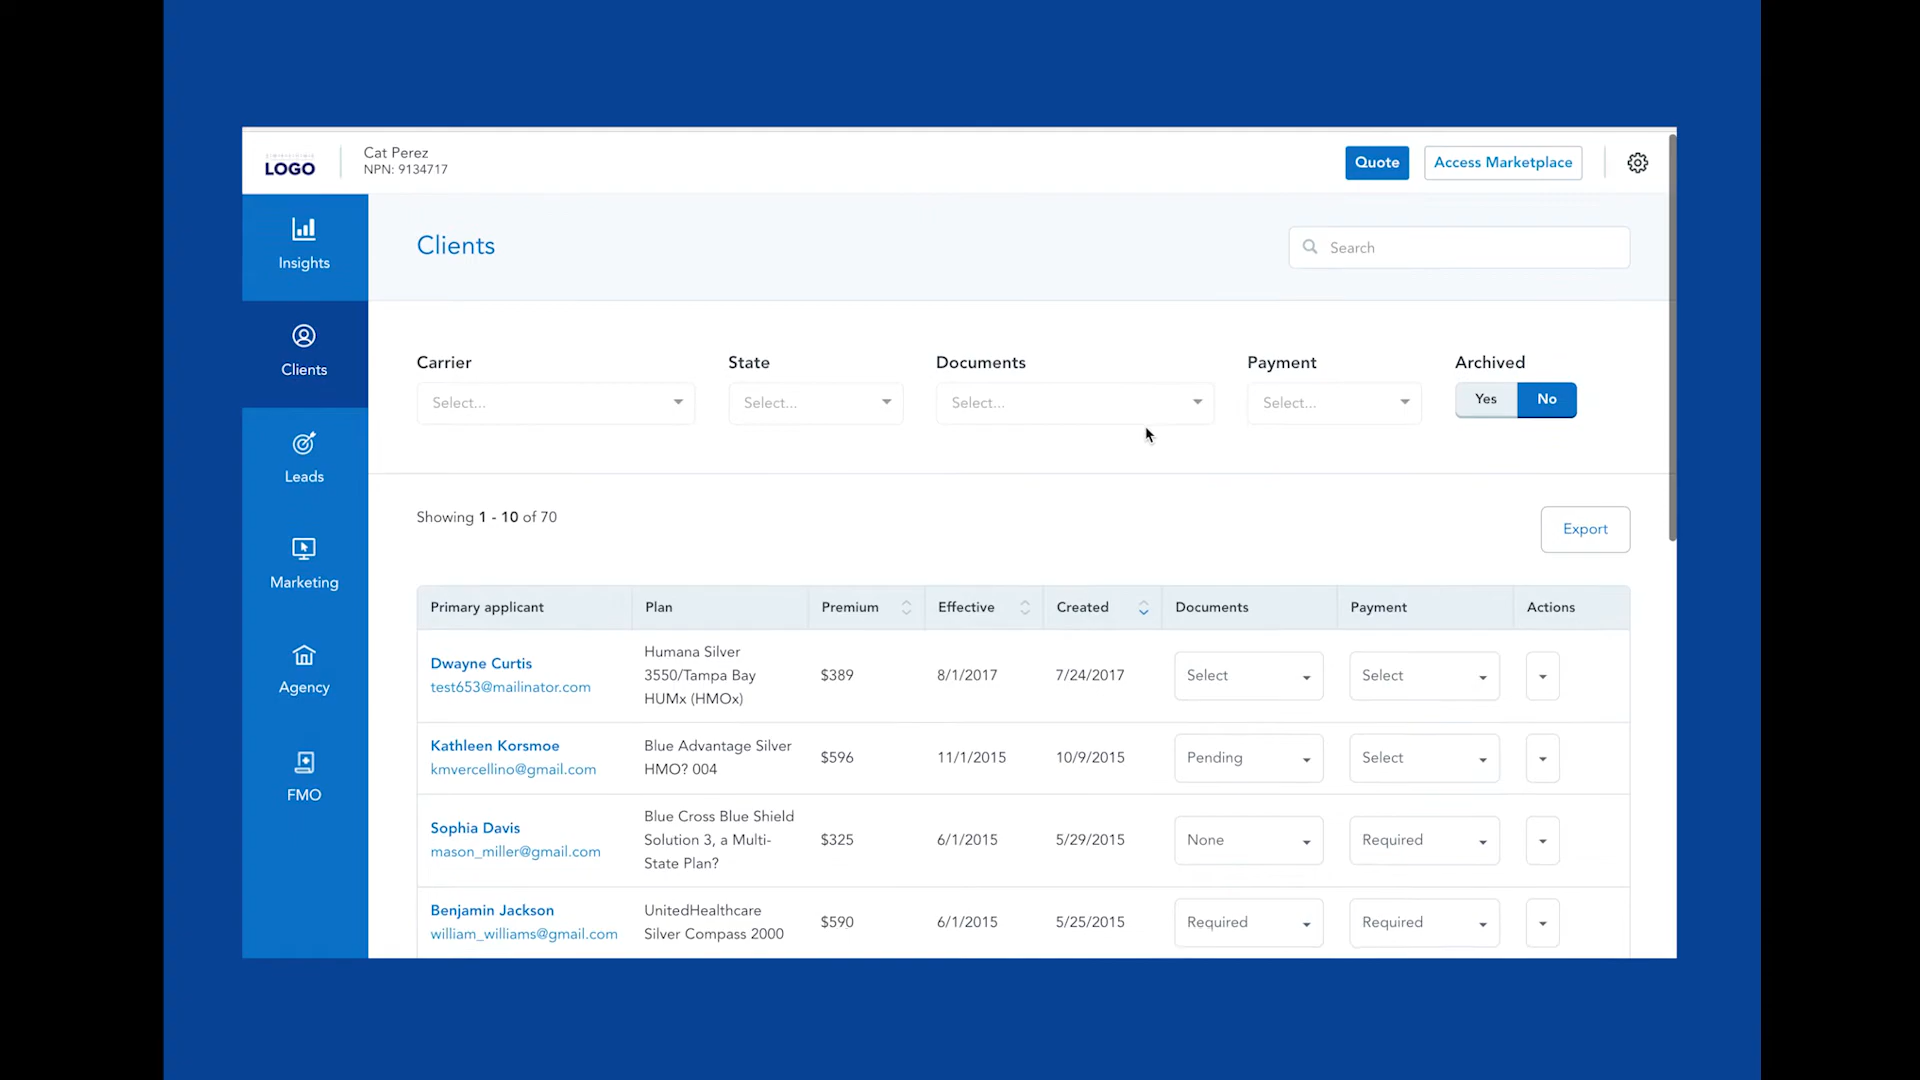 LOGO
Cat Perez
NPN: 9134717
Quote
Access Marketplace
Insights
Clients
Leads
Marketing
Agency
FMO
Clients
Search
Carrier
State
Documents
Payment
Archived
Select...
Select...
Select...
Select...
Yes
No
Showing 1 - 10 of 70
Export
Primary applicant
Plan
Premium
Effective
Created
Documents
Payment
Actions
Dwayne Curtis
test653@mailinator.com
Humana Silver
3550/Tampa Bay
HUMx (HMOx)
$389
8/1/2017
7/24/2017
Select
Select
Kathleen Korsmoe
kmvercellino@gmail.com
Blue Advantage Silver
HMO? 004
$596
11/1/2015
10/9/2015
Pending
Select
Sophia Davis
mason_miller@gmail.com
Blue Cross Blue Shield
Solution 3, a Multi-
State Plan?
$325
6/1/2015
5/29/2015
None
Required
Benjamin Jackson
william_williams@gmail.com
UnitedHealthcare
Silver Compass 2000
$590
6/1/2015
5/25/2015
Required
Required